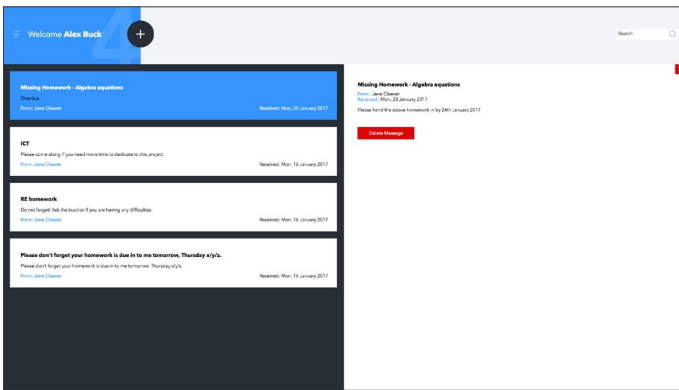 4
Welcome Alex Buck
+
Search
Missing Homework - Algebra equations
Overdue
From: Jane Cleaver
Received: Mon, 23 January 2017
ICT
Please come along if you need more time to dedicate to this project
From: Jane Cleaver
Received: Mon, 16 January 2017
RE homework
Do not forget! Ask the teacher if you are having any difficulties
From: Jane Cleaver
Received: Mon, 16 January 2017
Please don't forget your homework is due in to me tomorrow, Thursday x/y/z.
Please don't forget your homework is due in to me tomorrow, Thursday x/y/z.
From: Jane Cleaver
Received: Mon, 16 January 2017
Missing Homework - Algebra equations
From: Jane Cleaver
Received: Mon, 23 January 2017
Please hand the above homework in by 24th January 2017
Delete Message